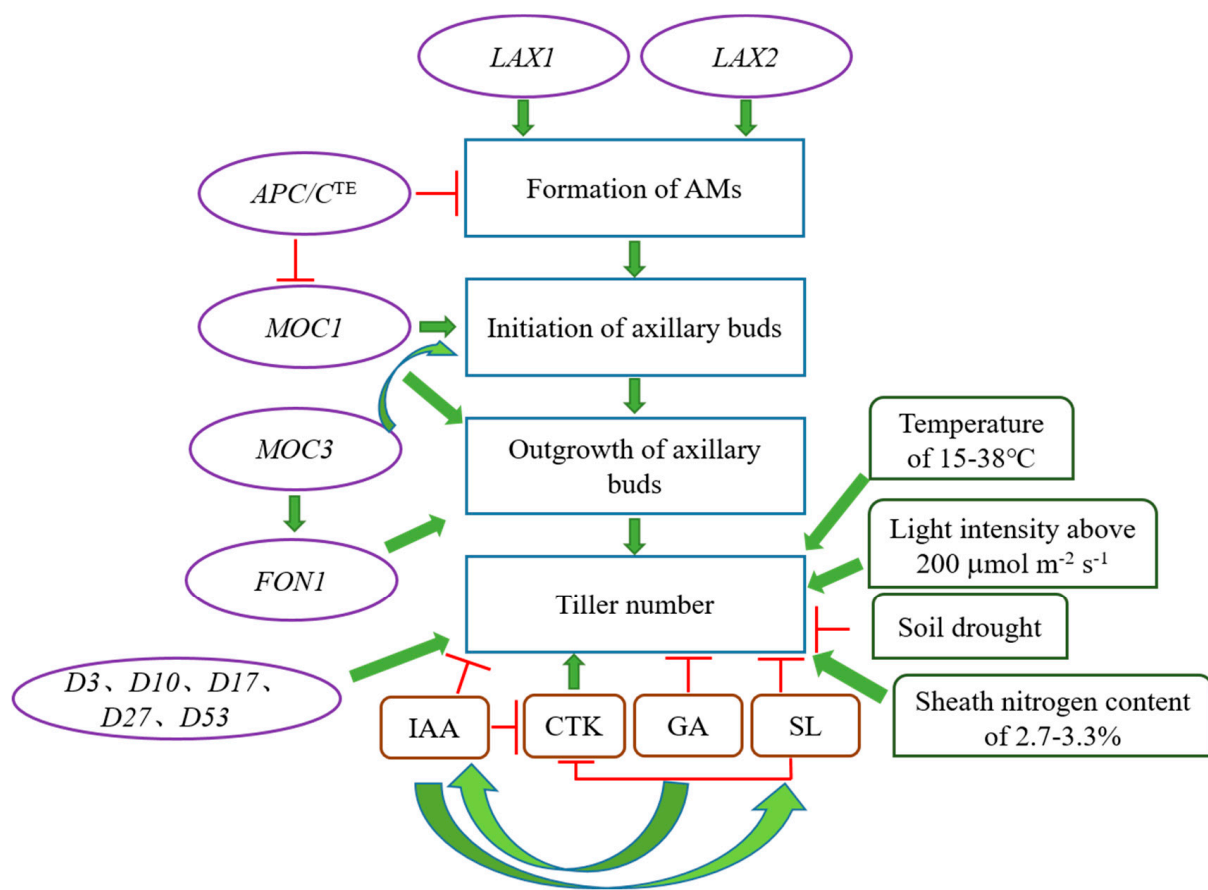 LAX1
LAX2
APC/C^TE
Formation of AMs
MOC1
Initiation of axillary buds
MOC3
Outgrowth of axillary
buds
Temperature
of 15-38℃
Light intensity above
200 μmol m⁻² s⁻¹
FON1
Tiller number
Soil drought
D3、D10、D17、
D27、D53
IAA
CTK
GA
SL
Sheath nitrogen content
of 2.7-3.3%